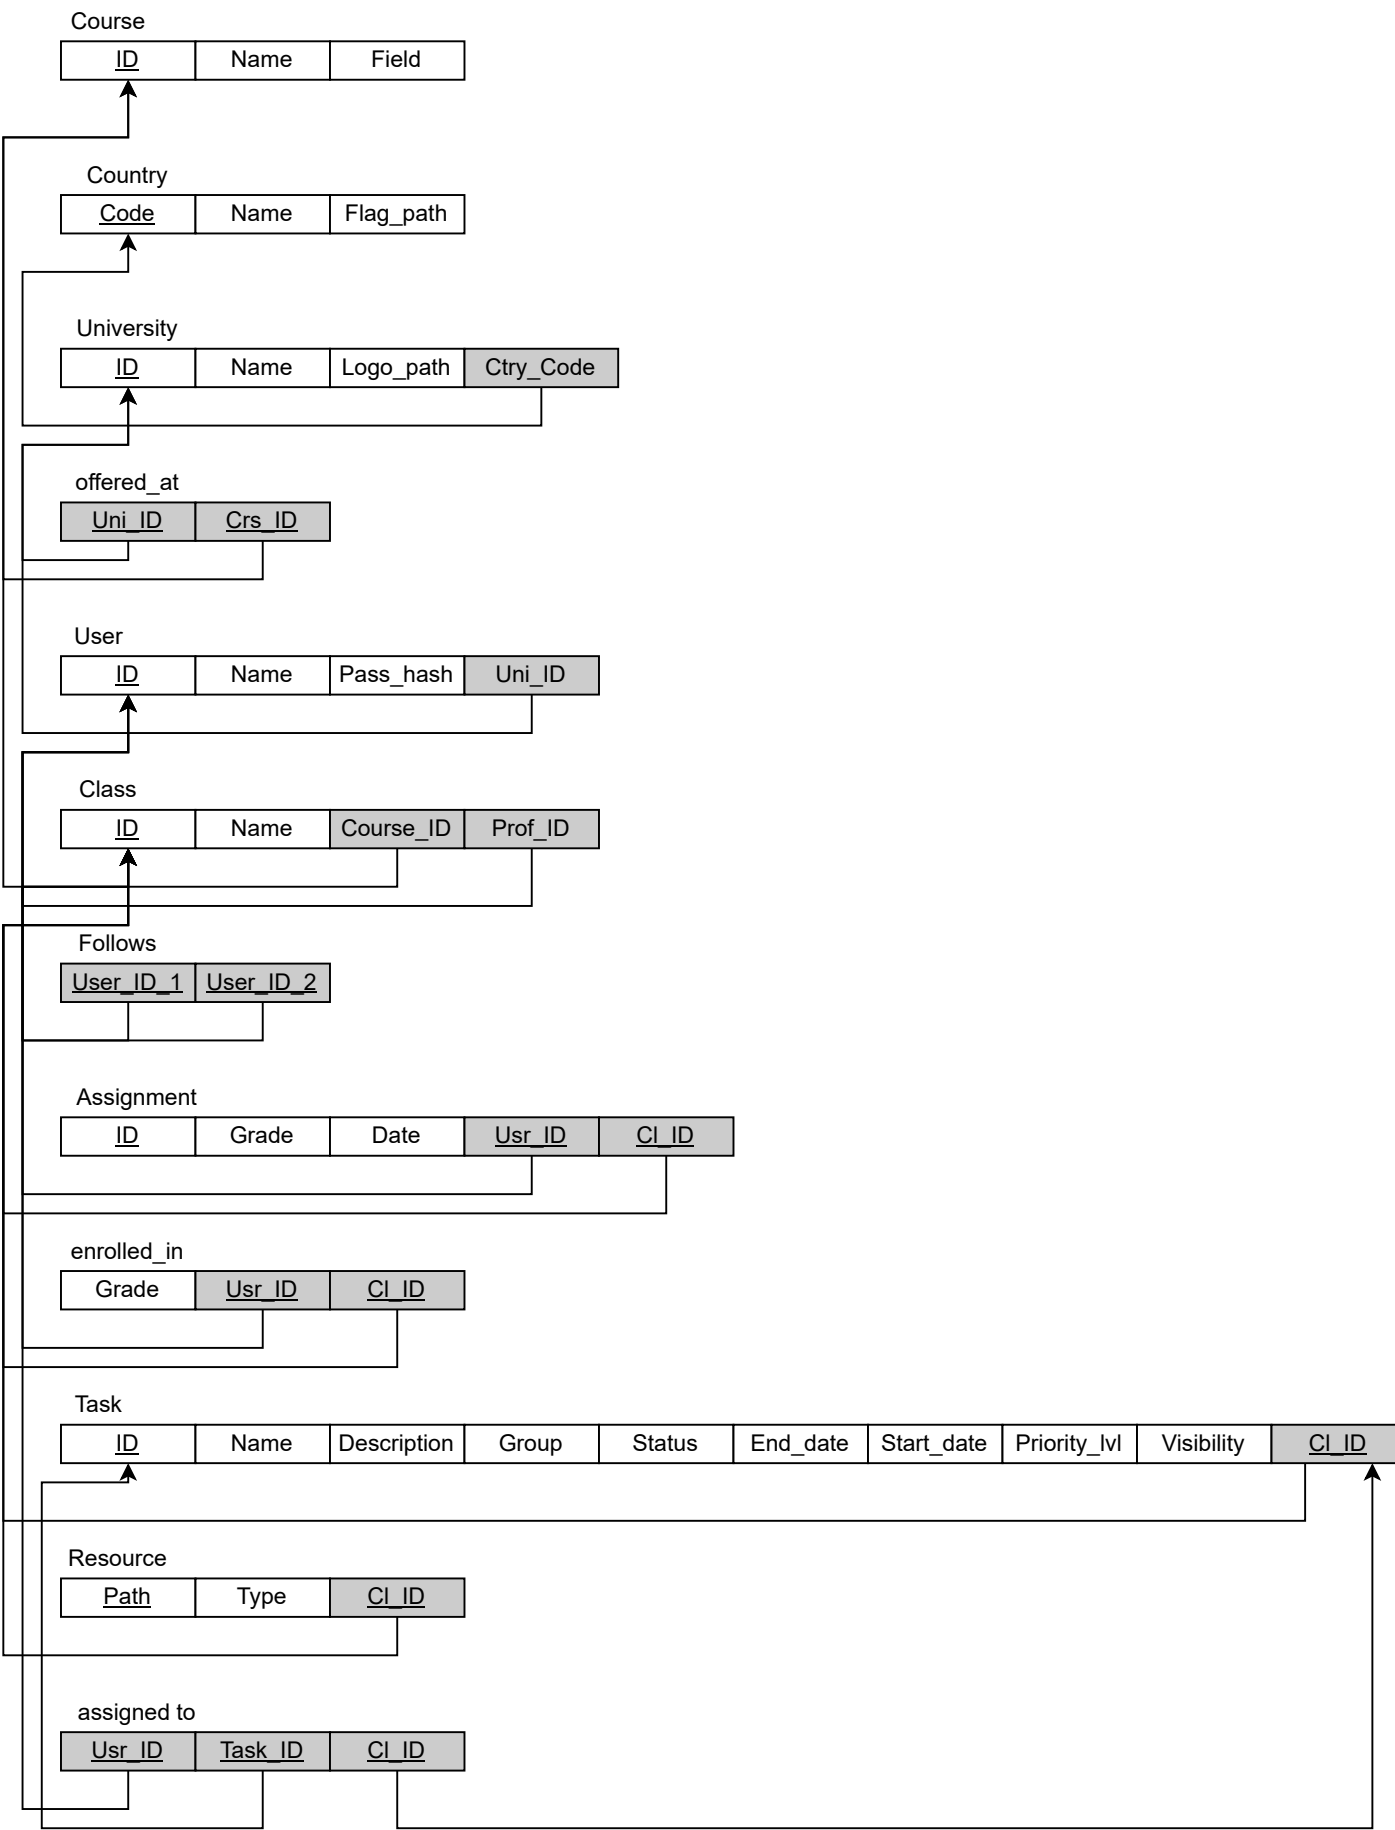 Course
ID Name Field
Country
Code Name Flag_path
University
ID Name Logo_path Ctry_Code
offered_at
Uni_ID Crs_ID
User
ID Name Pass_hash Uni_ID
Class
ID Name Course_ID Prof_ID
Follows
User_ID_1 User_ID_2
Assignment
ID Grade Date Usr_ID Cl_ID
enrolled_in
Grade Usr_ID Cl_ID
Task
ID Name Description Group Status End_date Start_date Priority_lvl Visibility Cl_ID
Resource
Path Type Cl_ID
assigned to
Usr_ID Task_ID Cl_ID